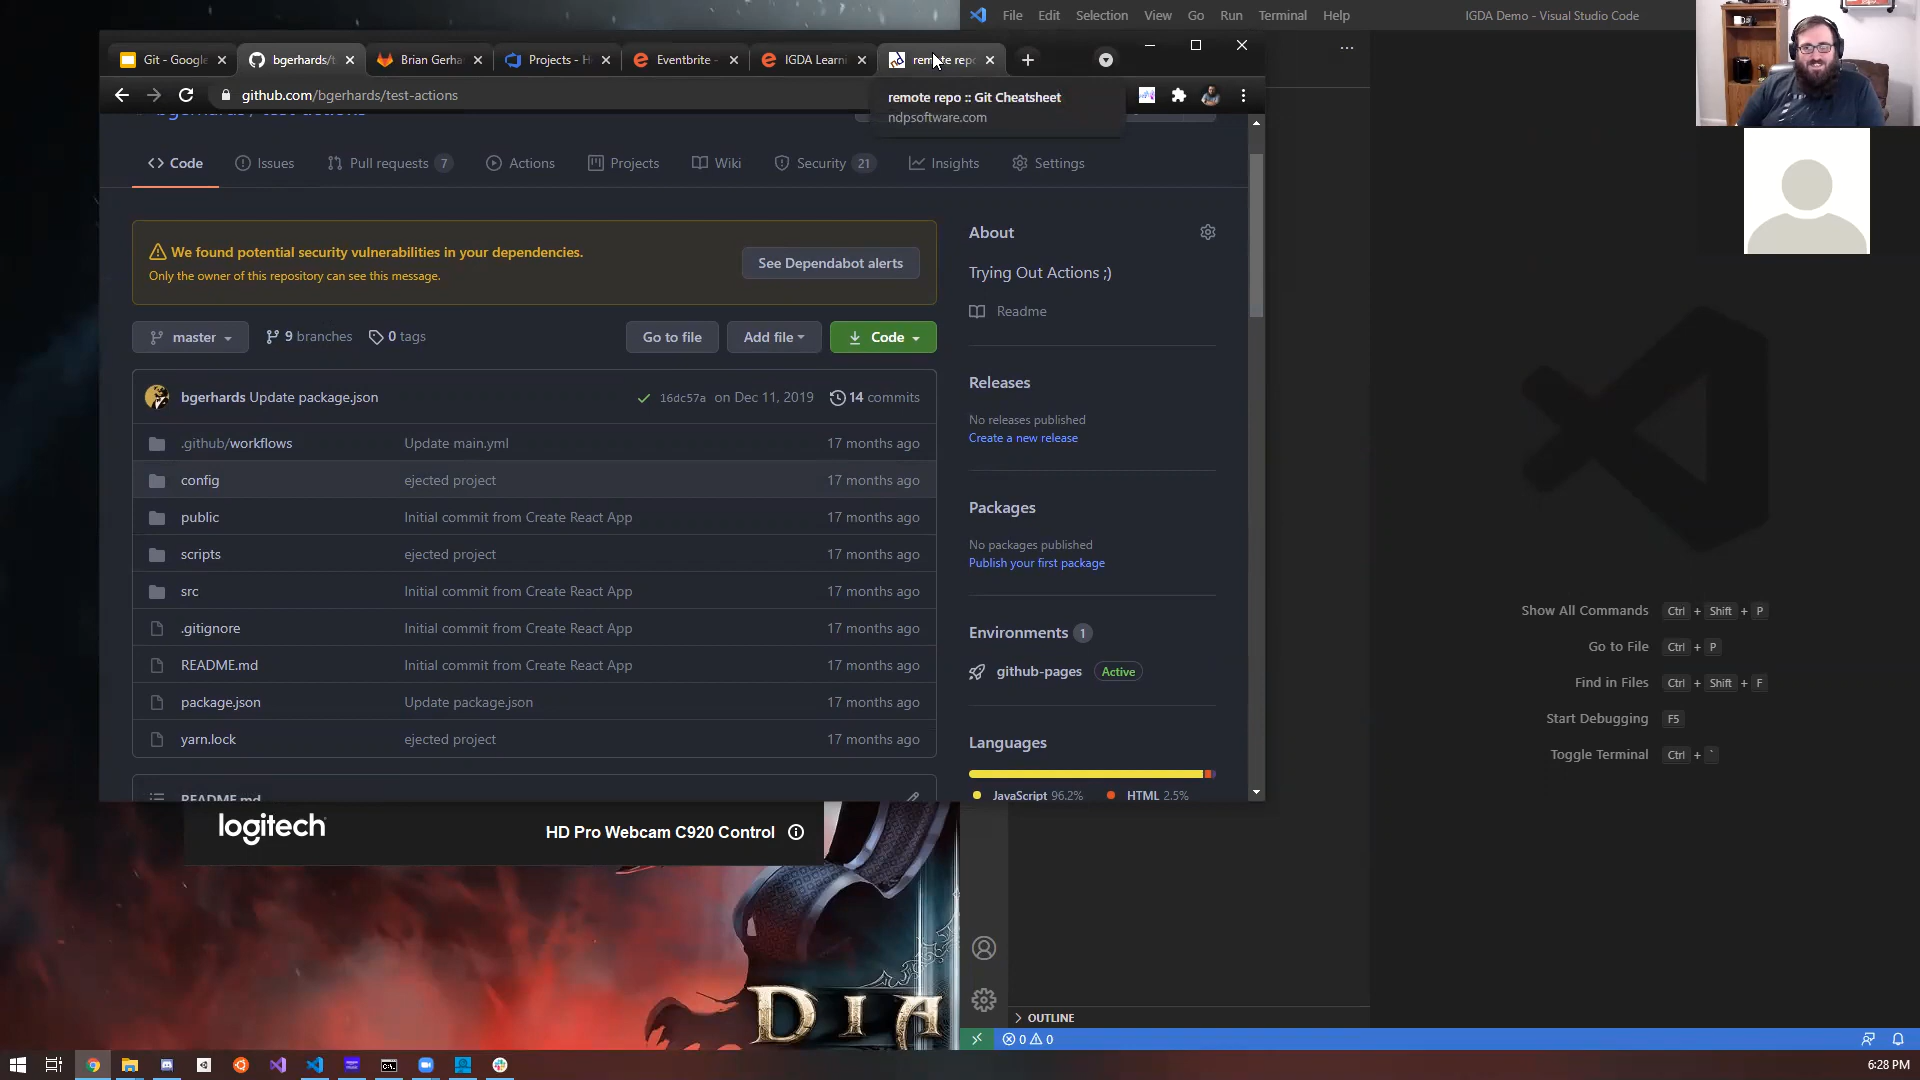 File Edit Selection View Go Run Terminal Help
IGDA Demo - Visual Studio Code
Git - Google
bgerhards/t
Brian Gerha
Projects - H
Eventbrite -
IGDA Learni
remote repo
github.com/bgerhards/test-actions
remote repo :: Git Cheatsheet
ndpsoftware.com
bgerhards / test-actions
Code
Issues
Pull requests 7
Actions
Projects
Wiki
Security 21
Insights
Settings
We found potential security vulnerabilities in your dependencies.
Only the owner of this repository can see this message.
See Dependabot alerts
master
9 branches
0 tags
Go to file
Add file
Code
bgerhards Update package.json
16dc57a on Dec 11, 2019
14 commits
.github/workflows Update main.yml 17 months ago
config ejected project 17 months ago
public Initial commit from Create React App 17 months ago
scripts ejected project 17 months ago
src Initial commit from Create React App 17 months ago
.gitignore Initial commit from Create React App 17 months ago
README.md Initial commit from Create React App 17 months ago
package.json Update package.json 17 months ago
yarn.lock ejected project 17 months ago
README.md
About
Trying Out Actions ;)
Readme
Releases
No releases published
Create a new release
Packages
No packages published
Publish your first package
Environments 1
github-pages Active
Languages
JavaScript 96.2% HTML 2.5%
Show All Commands Ctrl + Shift + P
Go to File Ctrl + P
Find in Files Ctrl + Shift + F
Start Debugging F5
Toggle Terminal Ctrl + `
logitech
HD Pro Webcam C920 Control
DIA
OUTLINE
0 0
6:28 PM